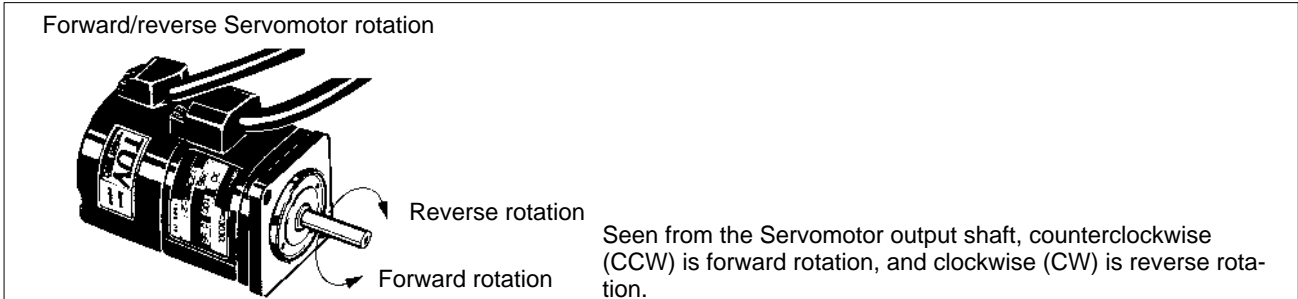 Forward/reverse Servomotor rotation
TÜV
Reverse rotation
Forward rotation
Seen from the Servomotor output shaft, counterclockwise
(CCW) is forward rotation, and clockwise (CW) is reverse rota-
tion.